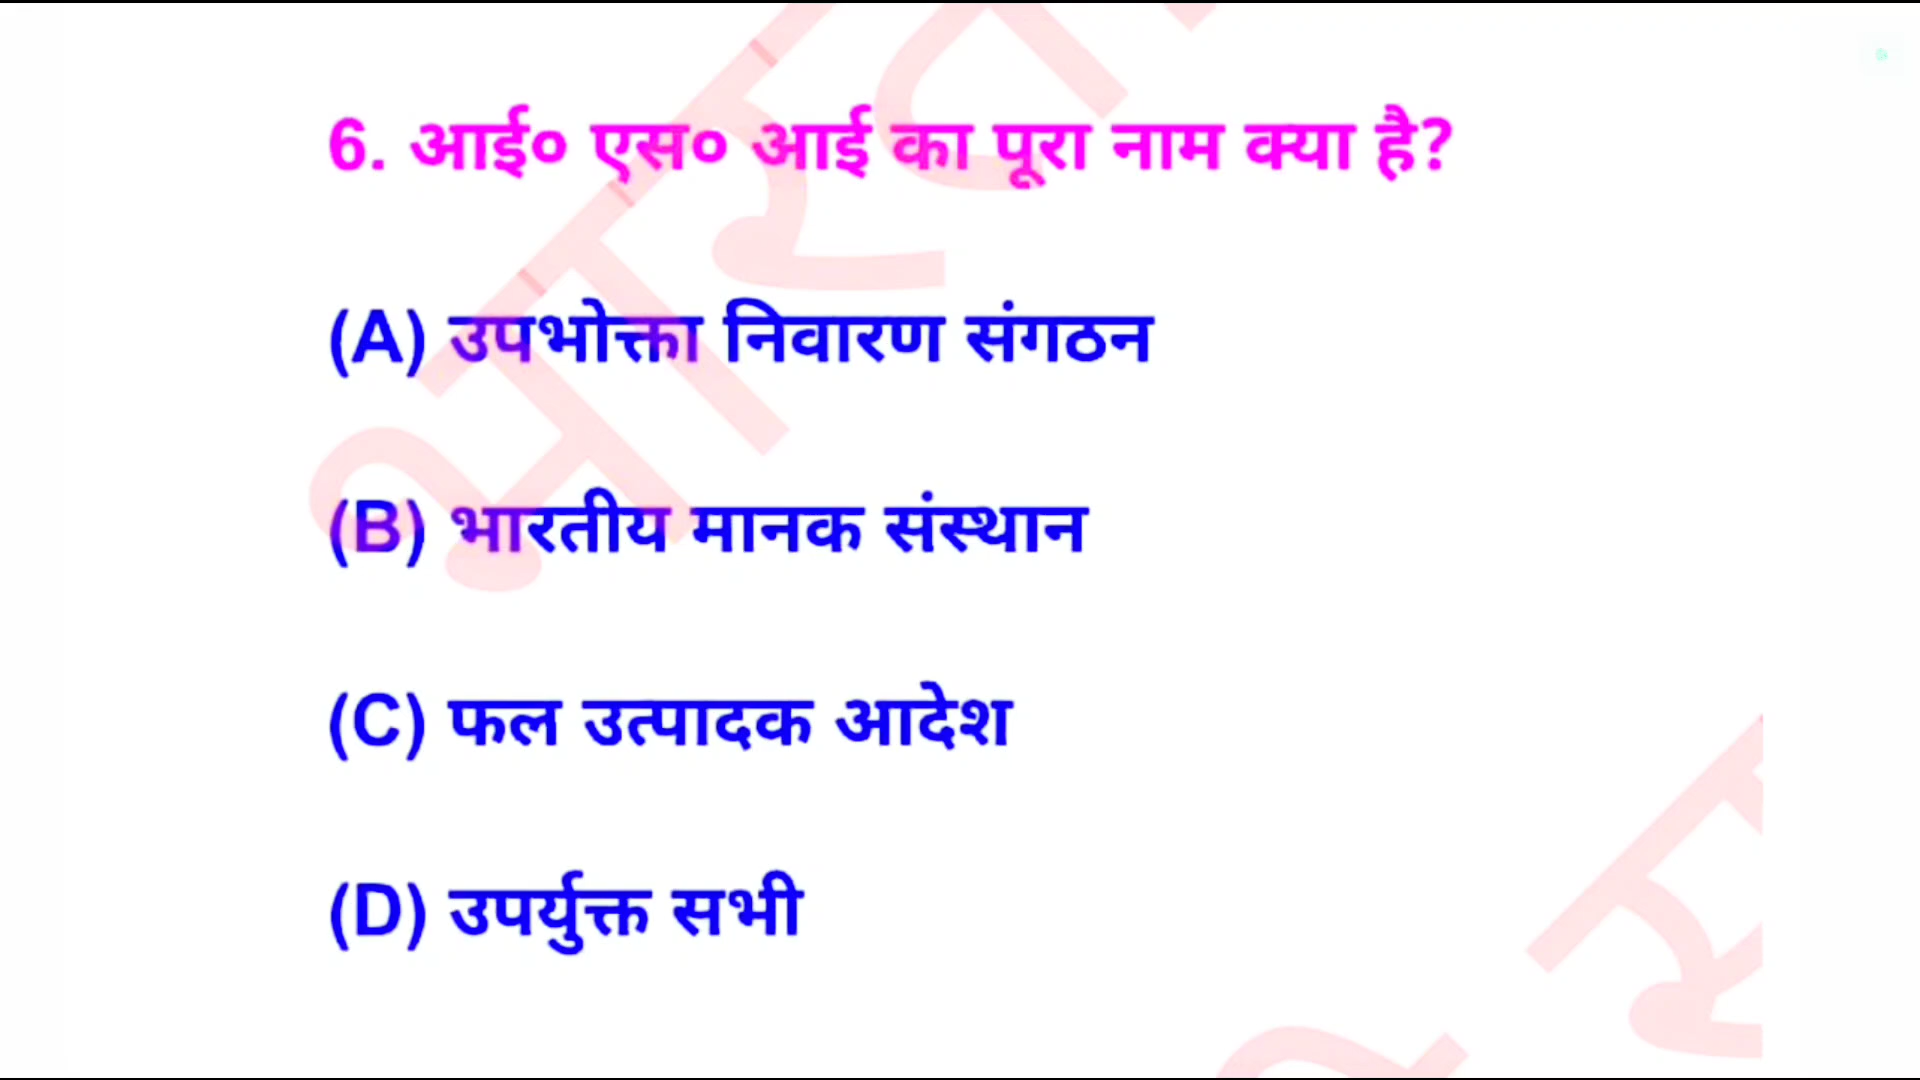 6. आई० एस० आई का पूरा नाम क्या है?
(A) उपभोक्ता निवारण संगठन
(B) भारतीय मानक संस्थान
(C) फल उत्पादक आदेश
(D) उपर्युक्त सभी